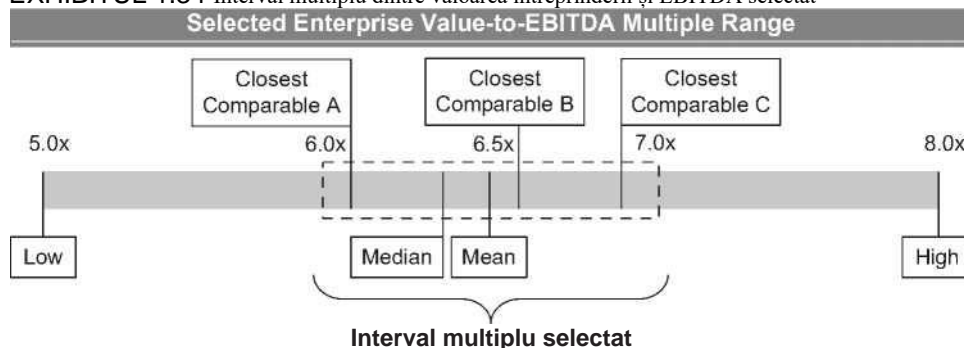 EXHIBITUL 1.34 Interval multiplu dintre valoarea întreprinderii și EBITDA selectat
Selected Enterprise Value-to-EBITDA Multiple Range
Closest
Comparable A
Closest
Comparable B
Closest
Comparable C
5.0x
6.0x
6.5x
7.0x
8.0x
Low
Median
Mean
High
Interval multiplu selectat